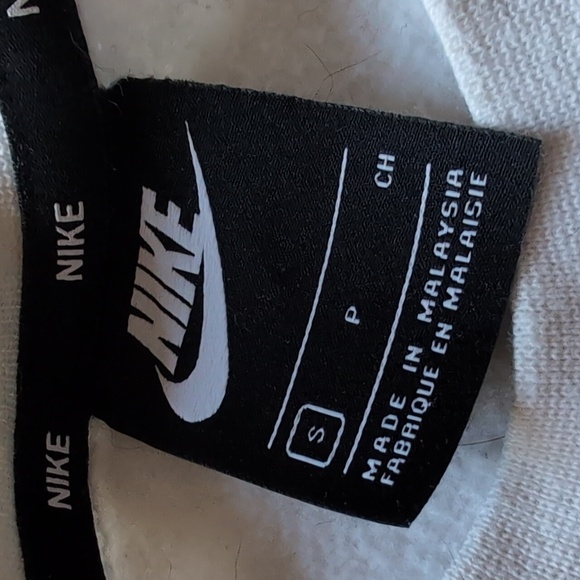 NIKE
S P CH
MADE IN MALAYSIA
FABRIQUE EN MALAISIE
NIKE
NIKE